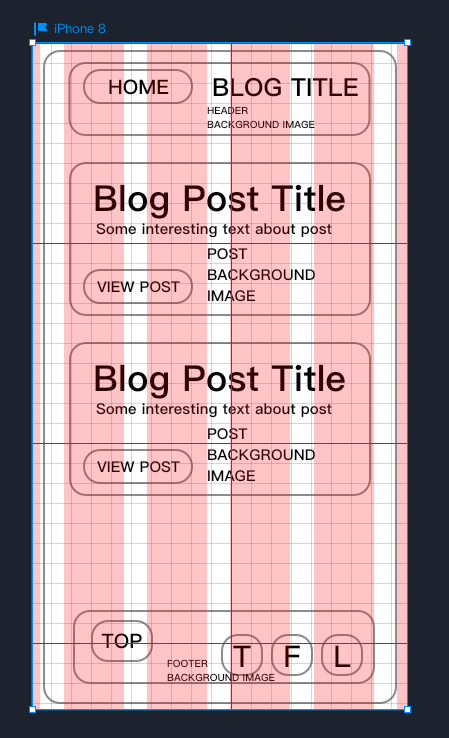 iPhone 8
HOME
BLOG TITLE
HEADER
BACKGROUND IMAGE
Blog Post Title
Some interesting text about post
POST
BACKGROUND
IMAGE
VIEW POST
Blog Post Title
Some interesting text about post
POST
BACKGROUND
IMAGE
VIEW POST
TOP
FOOTER
BACKGROUND IMAGE
T F L